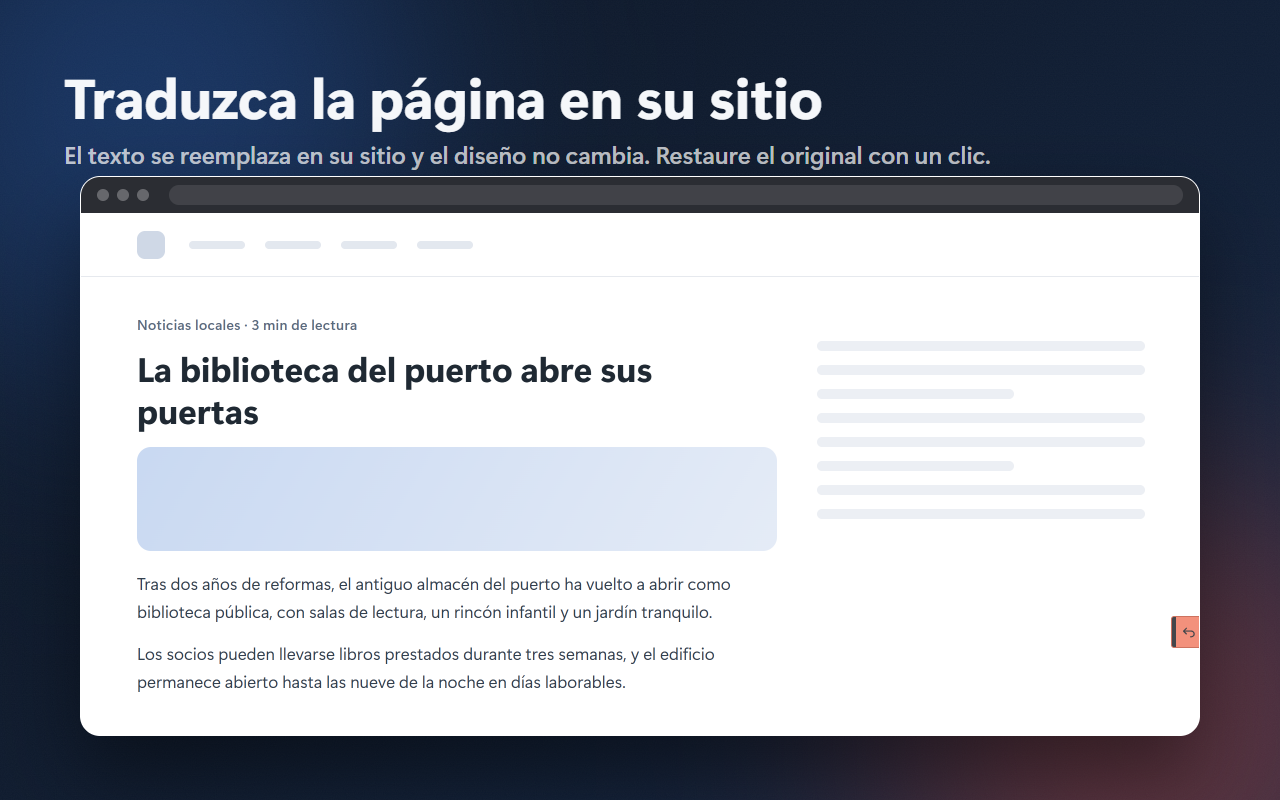 Traduzca la página en su sitio
El texto se reemplaza en su sitio y el diseño no cambia. Restaure el original con un clic.
Noticias locales · 3 min de lectura
La biblioteca del puerto abre sus
puertas
Tras dos años de reformas, el antiguo almacén del puerto ha vuelto a abrir como
biblioteca pública, con salas de lectura, un rincón infantil y un jardín tranquilo.
Los socios pueden llevarse libros prestados durante tres semanas, y el edificio
permanece abierto hasta las nueve de la noche en días laborables.